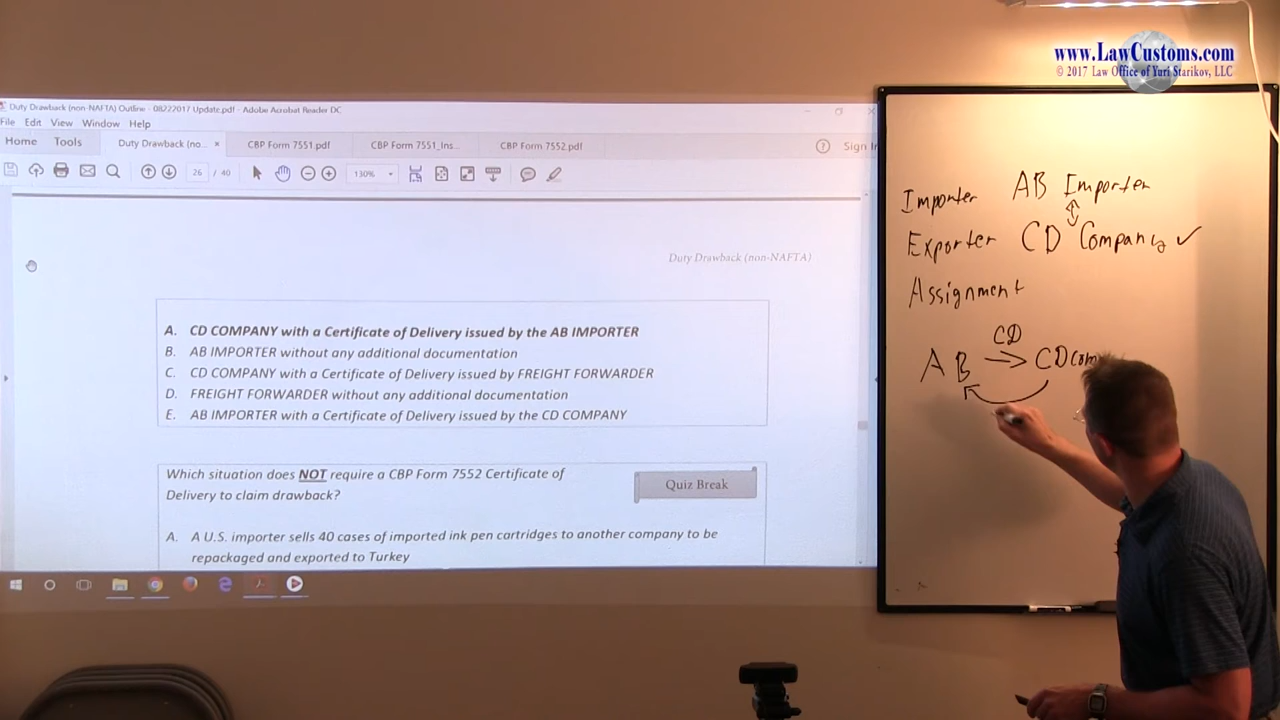 www.LawCustoms.com
© 2017 Law Office of Yuri Starikov, LLC
Duty Drawback (non-NAFTA) Outline - 08222017 Update.pdf - Adobe Acrobat Reader DC
File Edit View Window Help
Home Tools Duty Drawback (no... × CBP Form 7551.pdf CBP Form 7551_Ins... CBP Form 7552.pdf ? Sign In
26 / 40 130%
Duty Drawback (non-NAFTA)
A. CD COMPANY with a Certificate of Delivery issued by the AB IMPORTER
B. AB IMPORTER without any additional documentation
C. CD COMPANY with a Certificate of Delivery issued by FREIGHT FORWARDER
D. FREIGHT FORWARDER without any additional documentation
E. AB IMPORTER with a Certificate of Delivery issued by the CD COMPANY
Which situation does NOT require a CBP Form 7552 Certificate of
Delivery to claim drawback?
Quiz Break
A. A U.S. importer sells 40 cases of imported ink pen cartridges to another company to be
repackaged and exported to Turkey
Importer AB Importer
Exporter CD Company ✓
Assignment
CD
AB → CD Com